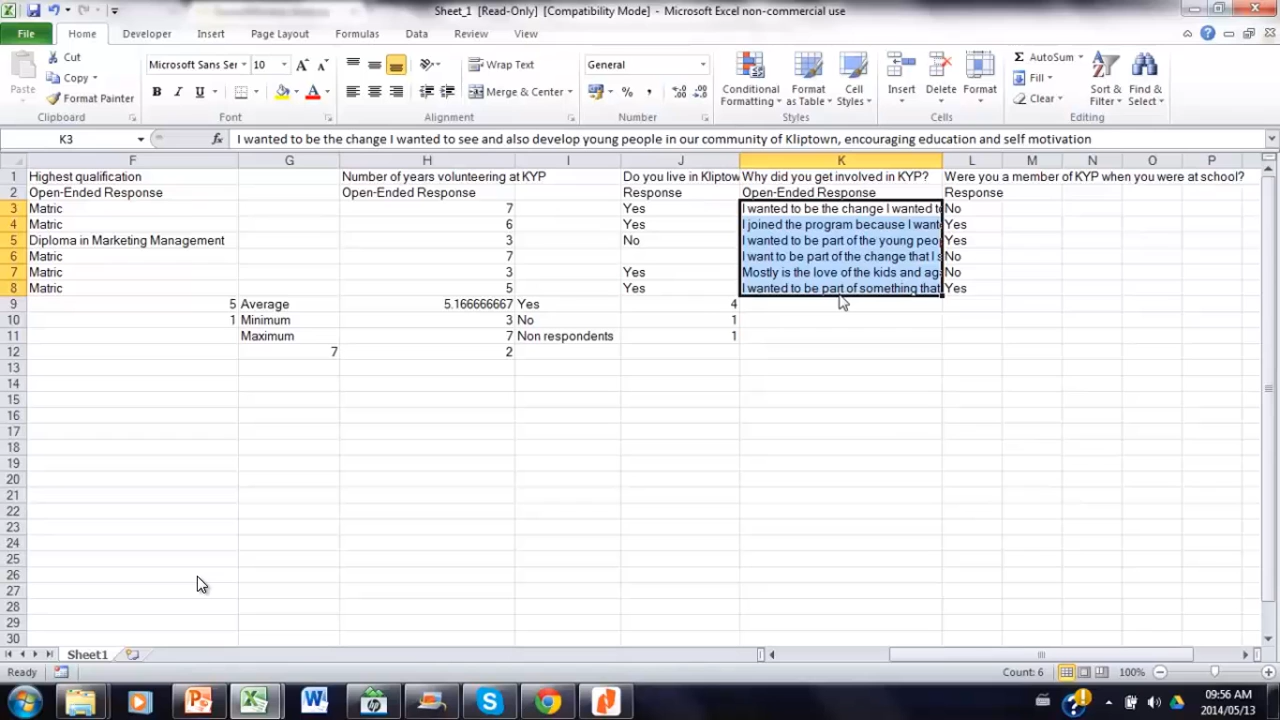 Sheet_1 [Read-Only] [Compatibility Mode] - Microsoft Excel non-commercial use
File Home Developer Insert Page Layout Formulas Data Review View
Cut
Copy
Format Painter
Paste
Clipboard
Microsoft Sans Ser 10
B I U
Font
Wrap Text
Merge & Center
Alignment
General
Number
Conditional Formatting
Format as Table
Cell Styles
Styles
Insert Delete Format
Cells
AutoSum
Fill
Clear
Sort & Filter
Find & Select
Editing
K3 fx I wanted to be the change I wanted to see and also develop young people in our community of Kliptown, encouraging education and self motivation
F G H I J K L M N O P
1 Highest qualification Number of years volunteering at KYP Do you live in Kliptow Why did you get involved in KYP? Were you a member of KYP when you were at school?
2 Open-Ended Response Open-Ended Response Response Open-Ended Response Response
3 Matric 7 Yes I wanted to be the change I wanted to No
4 Matric 6 Yes I joined the program because I want Yes
5 Diploma in Marketing Management 3 No I wanted to be part of the young peo Yes
6 Matric 7 I want to be part of the change that I s No
7 Matric 3 Yes Mostly is the love of the kids and ag No
8 Matric 5 Yes I wanted to be part of something that Yes
9 5 Average 5.166666667 Yes 4
10 1 Minimum 3 No 1
11 Maximum 7 Non respondents 1
12 7 2
13
14
15
16
17
18
19
20
21
22
23
24
25
26
27
28
29
30
Sheet1
Ready Count: 6 100%
09:56 AM
2014/05/13